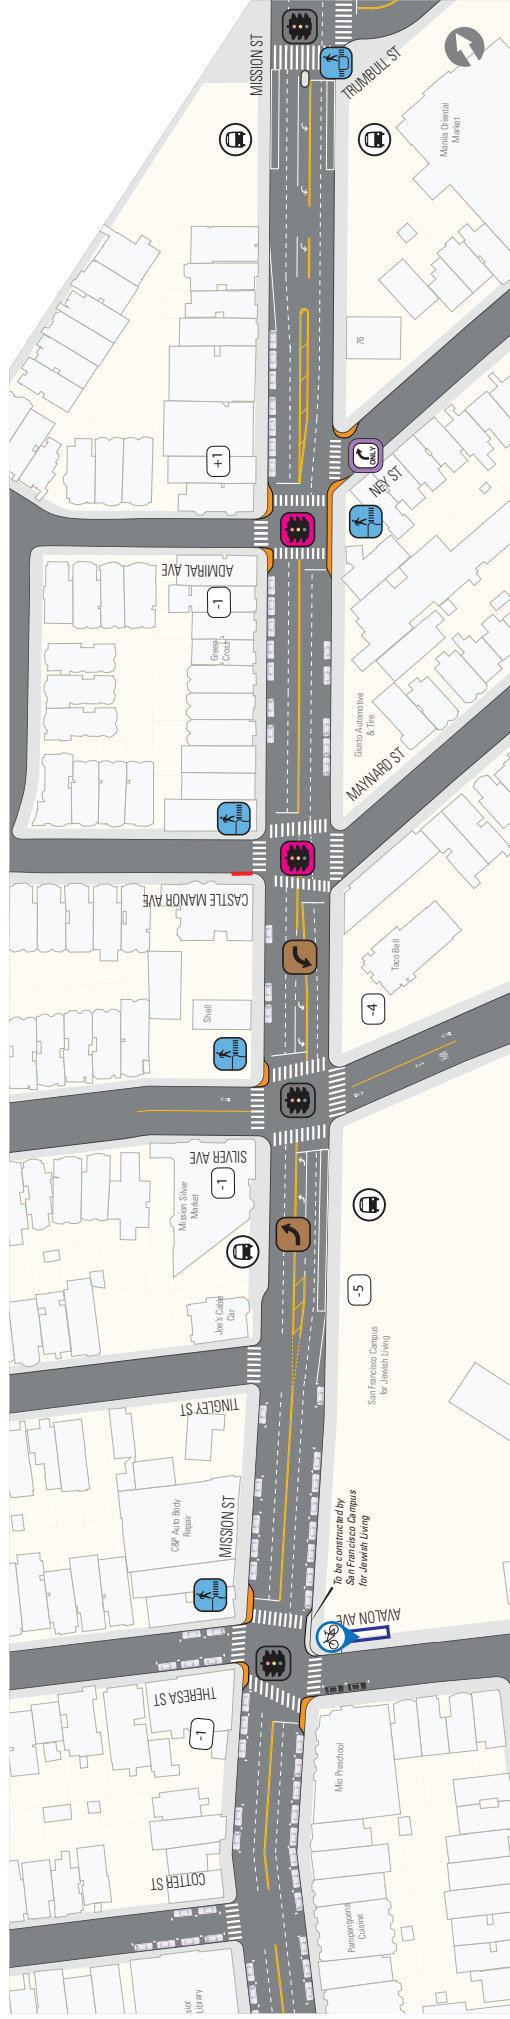 MISSION ST
TRUMBULL ST
Manila Oriental
Market
76
+1
ONLY
NEY ST
ADMIRAL AVE
-1
Green
Cross
Giusto Automotive
& Tire
MAYNARD ST
CASTLE MANOR AVE
Taco Bell
Shell
-4
SILVER AVE
-1
Mission Silver
Market
Joe's Cable
Car
-5
San Francisco Campus
for Jewish Living
TINGLEY ST
C&P Auto Body
Repair
MISSION ST
To be constructed by
San Francisco Campus
for Jewish Living
AVALON AVE
THERESA ST
-1
Mio Preschool
COTTER ST
Pampanguena
Cuisine
Library